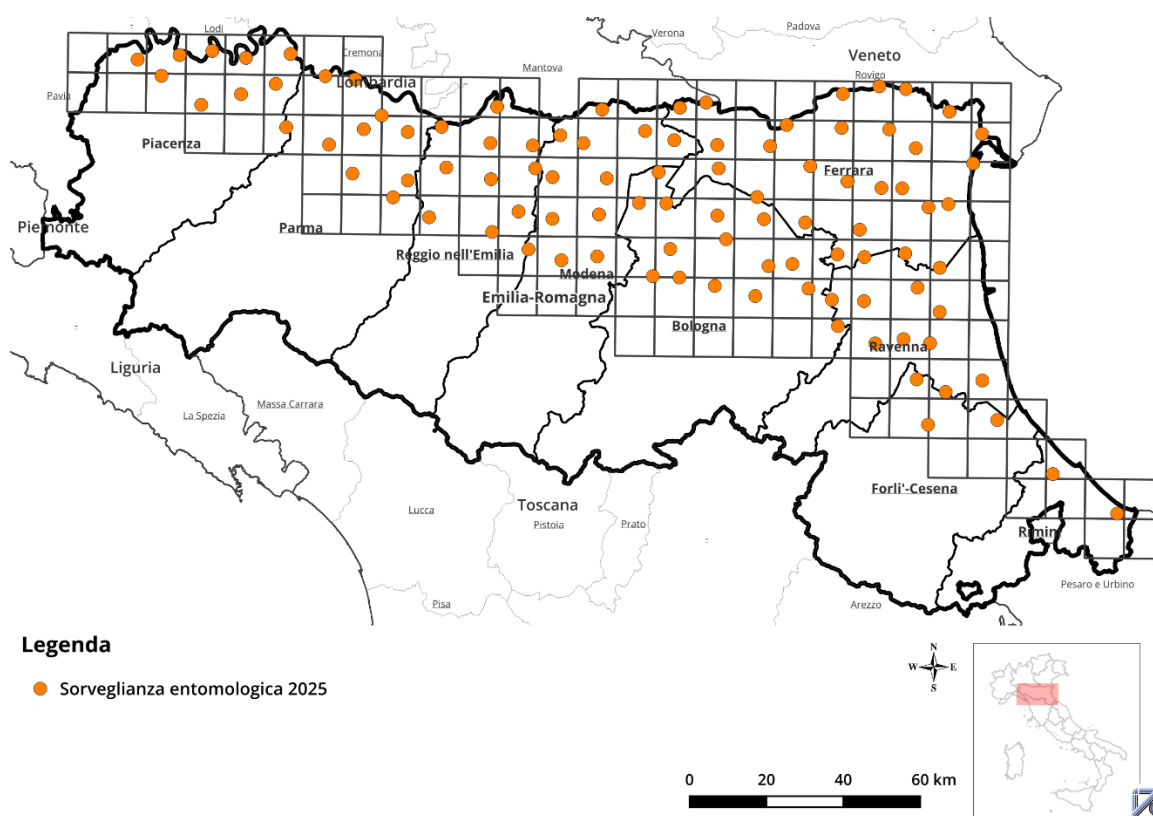 Lodi
Padova
Verona
Veneto
Cremona
Mantova
Rovigo
Lombardia
Pavia
Piacenza
Ferrara
Piemonte
Parma
Reggio nell'Emilia
Modena
Emilia-Romagna
Bologna
Ravenna
Liguria
Massa Carrara
La Spezia
Forli'-Cesena
Toscana
Lucca
Pistoia
Prato
Rimini
Pesaro e Urbino
Pisa
Arezzo
Legenda
Sorveglianza entomologica 2025
N
W E
S
0 20 40 60 km